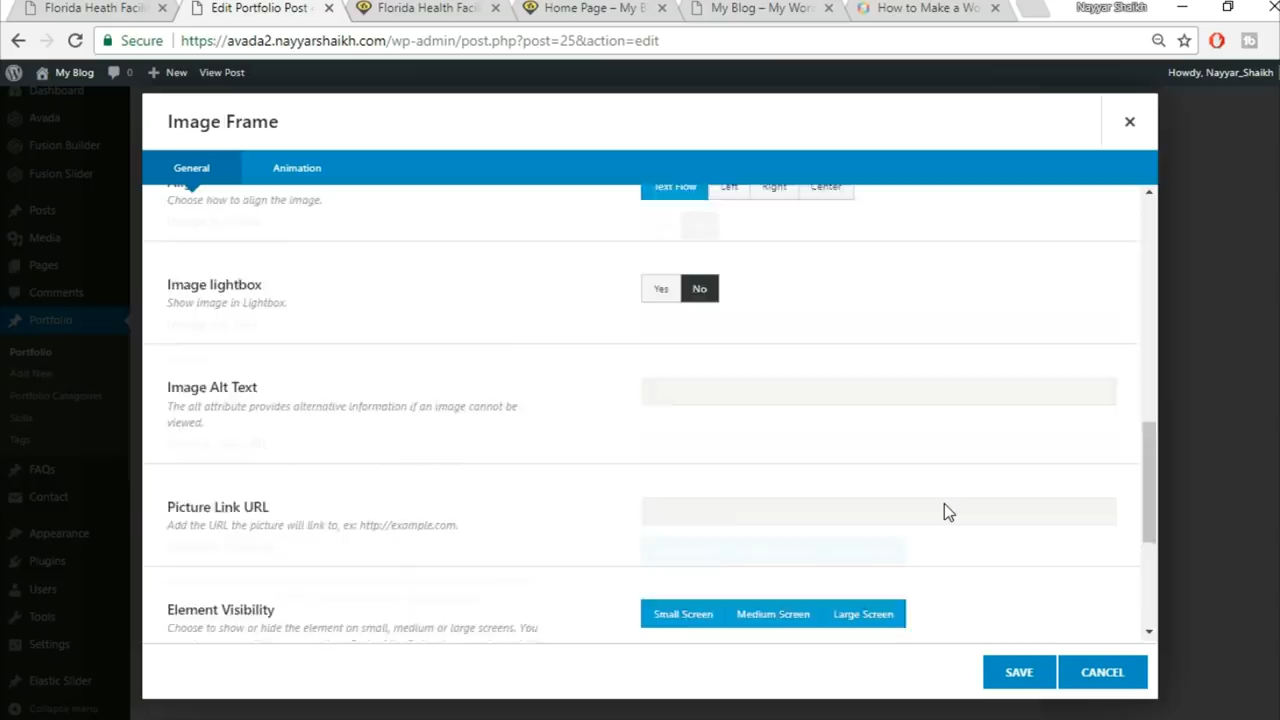 Florida Heath Facili
Edit Portfolio Post -
Florida Health Faci
Home Page – My B
My Blog – My Wor
How to Make a Wo
Nayyar Shaikh
Secure
https://avada2.nayyarshaikh.com/wp-admin/post.php?post=25&action=edit
My Blog
0
New
View Post
Howdy, Nayyar_Shaikh
Dashboard
Avada
Fusion Builder
Fusion Slider
Posts
Media
Pages
Comments
Portfolio
Portfolio
Add New
Portfolio Categories
Skills
Tags
FAQs
Contact
Appearance
Plugins
Users
Tools
Settings
Elastic Slider
Collapse menu
Image Frame
General
Animation
Align
Text Flow
Left
Right
Center
Choose how to align the image.
Image lightbox
Yes
No
Show image in Lightbox.
Image Alt Text
The alt attribute provides alternative information if an image cannot be
viewed.
Picture Link URL
Add the URL the picture will link to, ex: http://example.com.
Element Visibility
Small Screen
Medium Screen
Large Screen
Choose to show or hide the element on small, medium or large screens. You
SAVE
CANCEL